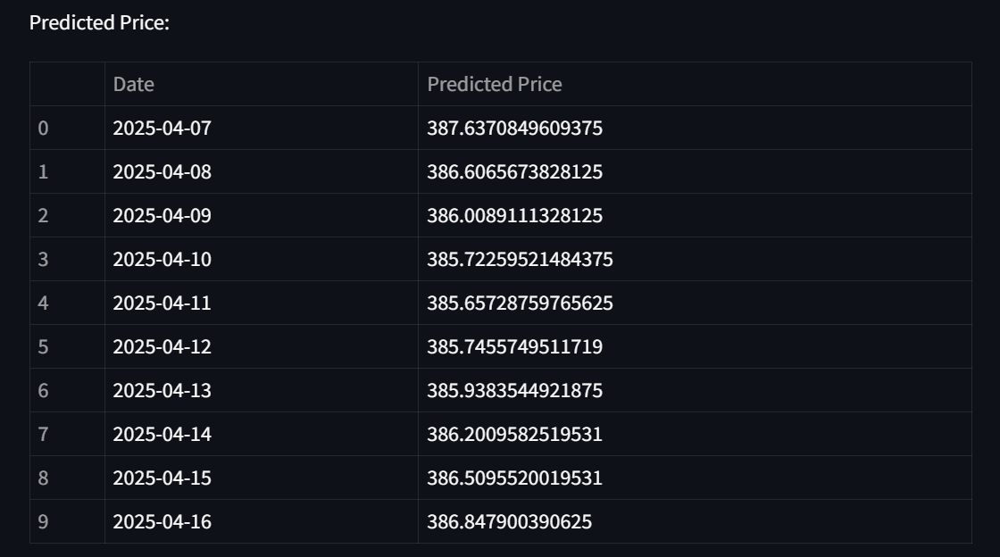 Predicted Price:
Date Predicted Price
0 2025-04-07 387.6370849609375
1 2025-04-08 386.6065673828125
2 2025-04-09 386.0089111328125
3 2025-04-10 385.72259521484375
4 2025-04-11 385.65728759765625
5 2025-04-12 385.7455749511719
6 2025-04-13 385.9383544921875
7 2025-04-14 386.2009582519531
8 2025-04-15 386.5095520019531
9 2025-04-16 386.847900390625